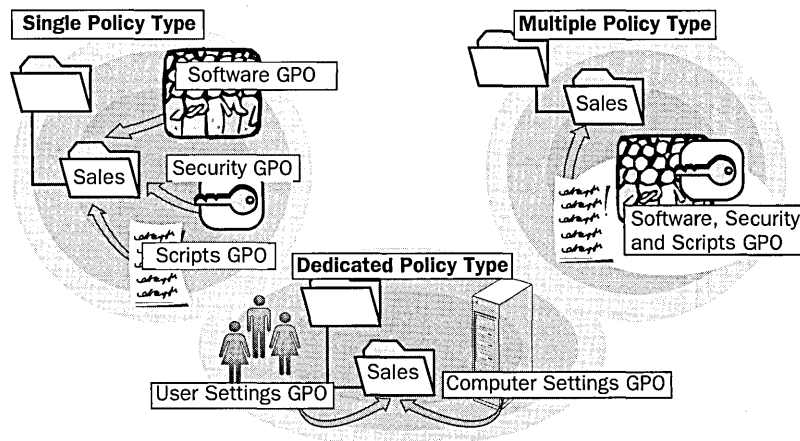 Single Policy Type
Software GPO
Sales
Security GPO
Scripts GPO
Multiple Policy Type
Sales
Software, Security
and Scripts GPO
Dedicated Policy Type
Sales
User Settings GPO
Computer Settings GPO